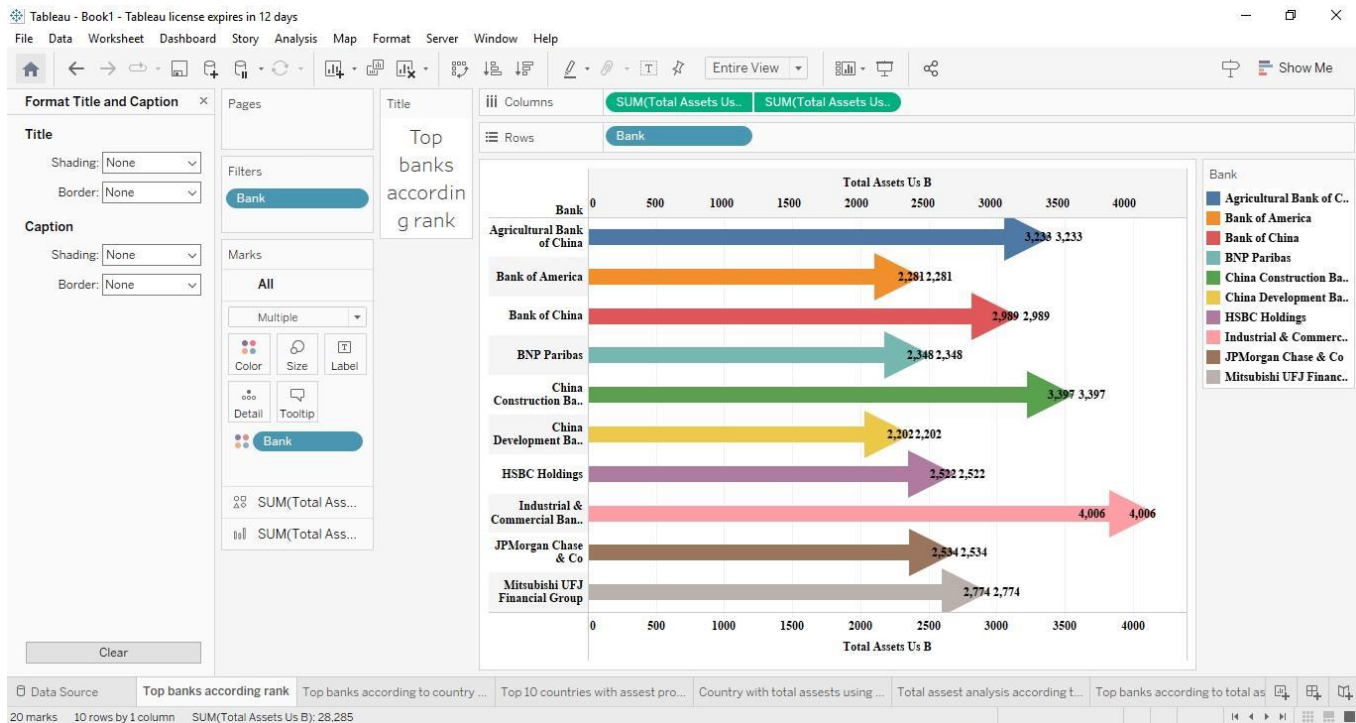 Tableau - Book1 - Tableau license expires in 12 days
File Data Worksheet Dashboard Story Analysis Map Format Server Window Help
Entire View
Show Me
Format Title and Caption ×
Title
Shading: None
Border: None
Caption
Shading: None
Border: None
Clear
Pages
Filters
Bank
Marks
All
Multiple
Color Size Label
Detail Tooltip
Bank
SUM(Total Ass...
SUM(Total Ass...
Title
Top
banks
accordin
g rank
Columns
SUM(Total Assets Us.. SUM(Total Assets Us..
Rows
Bank
Total Assets Us B
Bank
0 500 1000 1500 2000 2500 3000 3500 4000
Agricultural Bank
of China
3,233 3,233
Bank of America
2,281 2,281
Bank of China
2,989 2,989
BNP Paribas
2,348 2,348
China
Construction Ba..
3,397 3,397
China
Development Ba..
2,202 2,202
HSBC Holdings
2,522 2,522
Industrial &
Commercial Ban..
4,006 4,006
JPMorgan Chase
& Co
2,534 2,534
Mitsubishi UFJ
Financial Group
2,774 2,774
0 500 1000 1500 2000 2500 3000 3500 4000
Total Assets Us B
Bank
Agricultural Bank of C..
Bank of America
Bank of China
BNP Paribas
China Construction Ba..
China Development Ba..
HSBC Holdings
Industrial & Commerc..
JPMorgan Chase & Co
Mitsubishi UFJ Financ..
Data Source Top banks according rank Top banks according to country ... Top 10 countries with assest pro... Country with total assests using ... Total assest analysis according t... Top banks according to total as
20 marks 10 rows by 1 column SUM(Total Assets Us B): 28,285